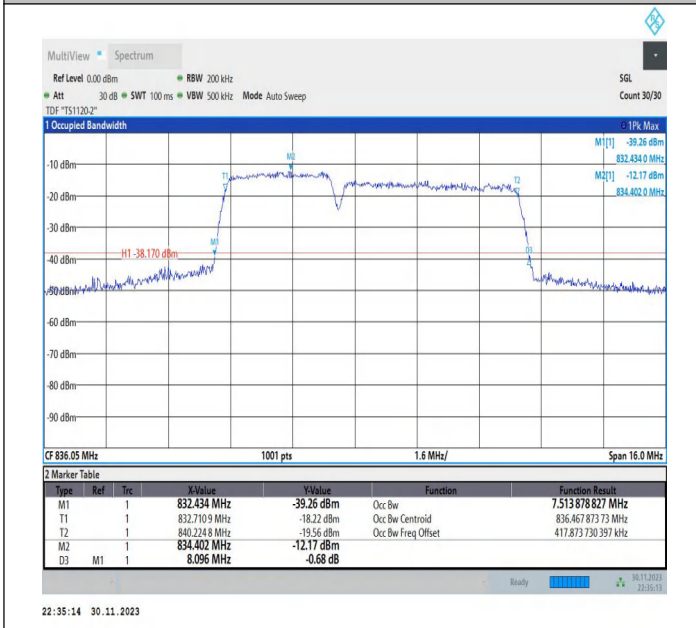 MultiView Spectrum
Ref Level 0.00 dBm RBW 200 kHz SGL
Att 30 dB SWT 100 ms VBW 500 kHz Mode Auto Sweep Count 30/30
TDF "TS1120-2"
1 Occupied Bandwidth 1Pk Max
M1[1] -39.26 dBm
832.434 0 MHz
M2[1] -12.17 dBm
834.402 0 MHz
M2
T1
T2
M1
D3
H1 -38.170 dBm
-10 dBm
-20 dBm
-30 dBm
-40 dBm
-50 dBm
-60 dBm
-70 dBm
-80 dBm
-90 dBm
CF 836.05 MHz 1001 pts 1.6 MHz/ Span 16.0 MHz
2 Marker Table
Type Ref Trc X-Value Y-Value Function Function Result
M1 1 832.434 MHz -39.26 dBm Occ Bw 7.513 878 827 MHz
T1 1 832.710 9 MHz -18.22 dBm Occ Bw Centroid 836.467 873 73 MHz
T2 1 840.224 8 MHz -19.56 dBm Occ Bw Freq Offset 417.873 730 397 kHz
M2 1 834.402 MHz -12.17 dBm
D3 M1 1 8.096 MHz -0.68 dB
Ready 30.11.2023
22:35:13
22:35:14 30.11.2023